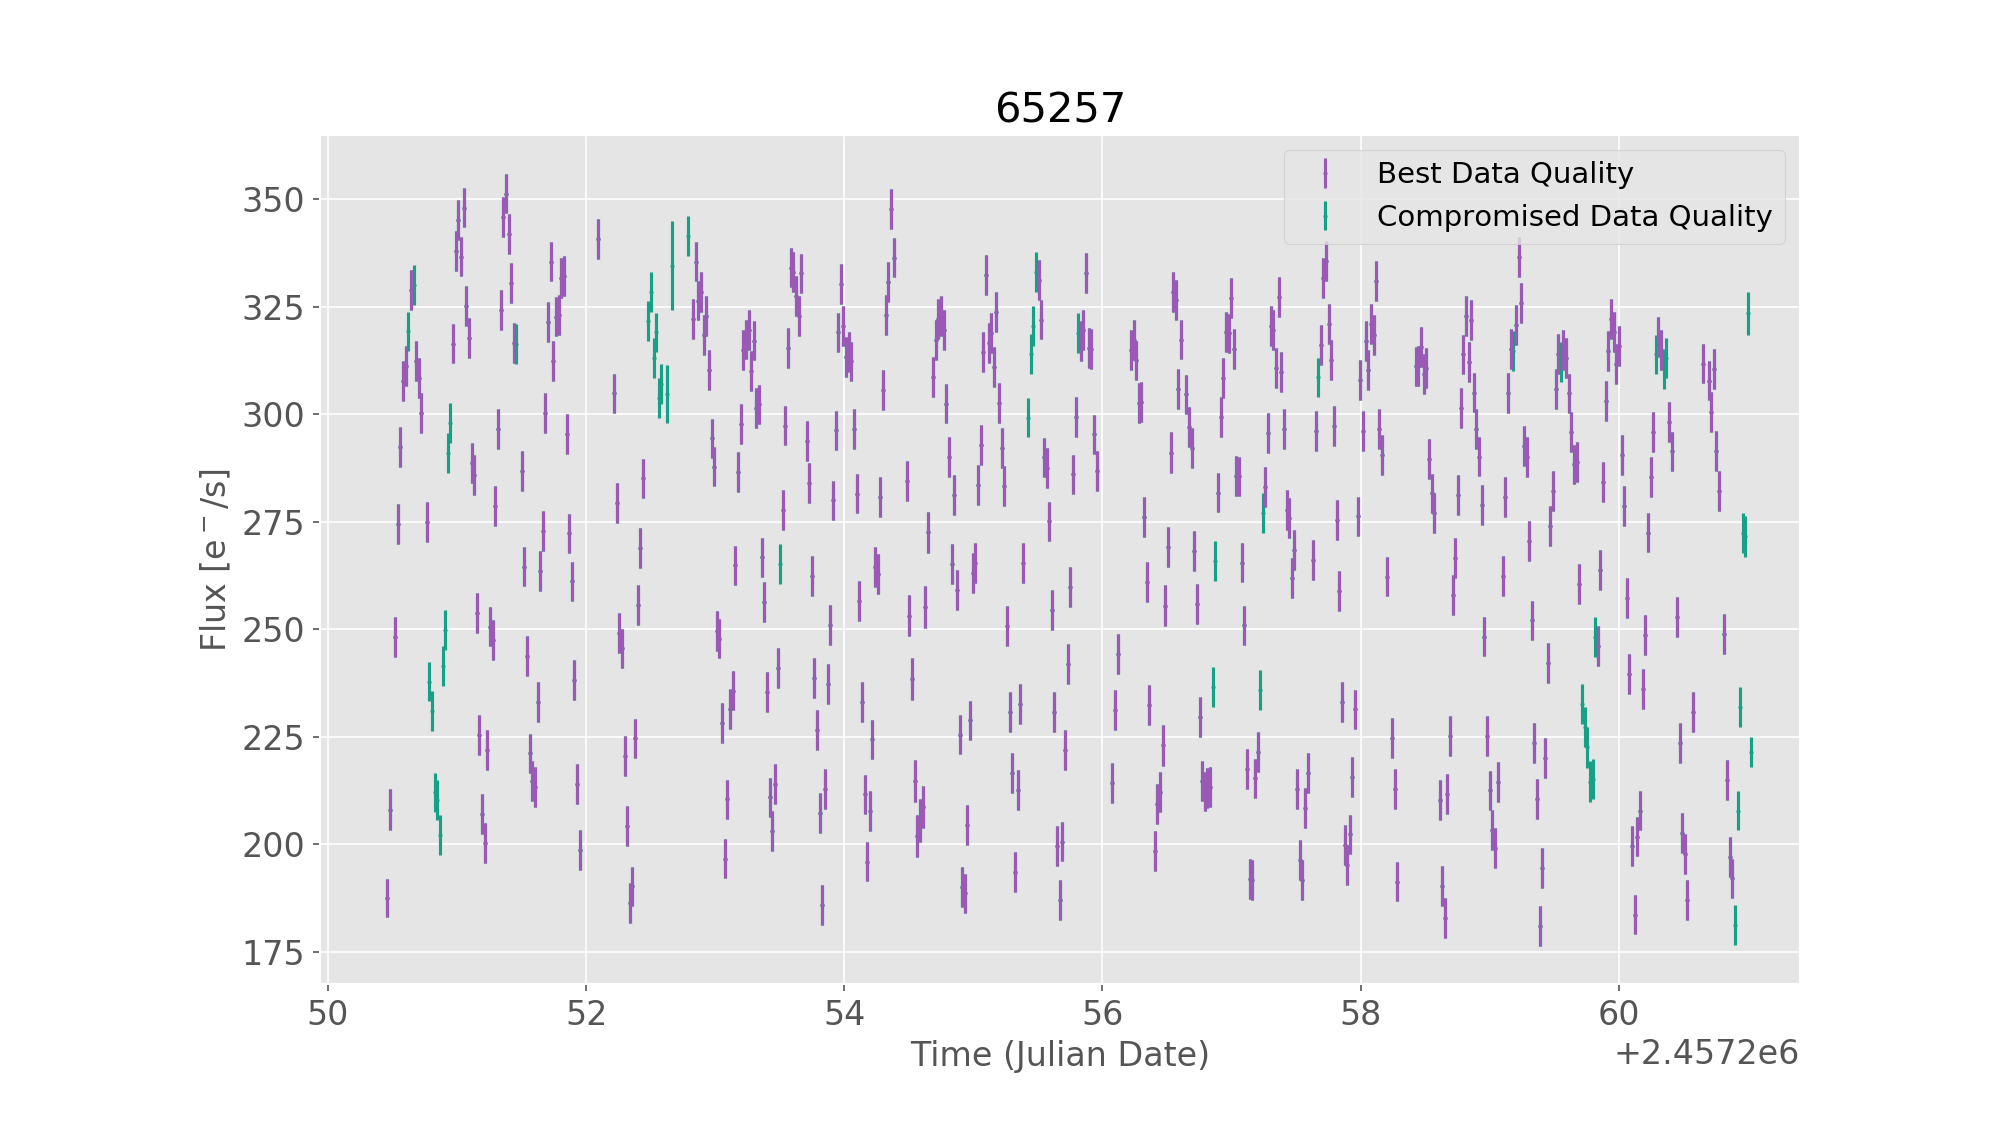 65257
Best Data Quality
Compromised Data Quality
350
325
300
275
250
225
200
175
Flux [e⁻/s]
50 52 54 56 58 60
Time (Julian Date)
+2.4572e6